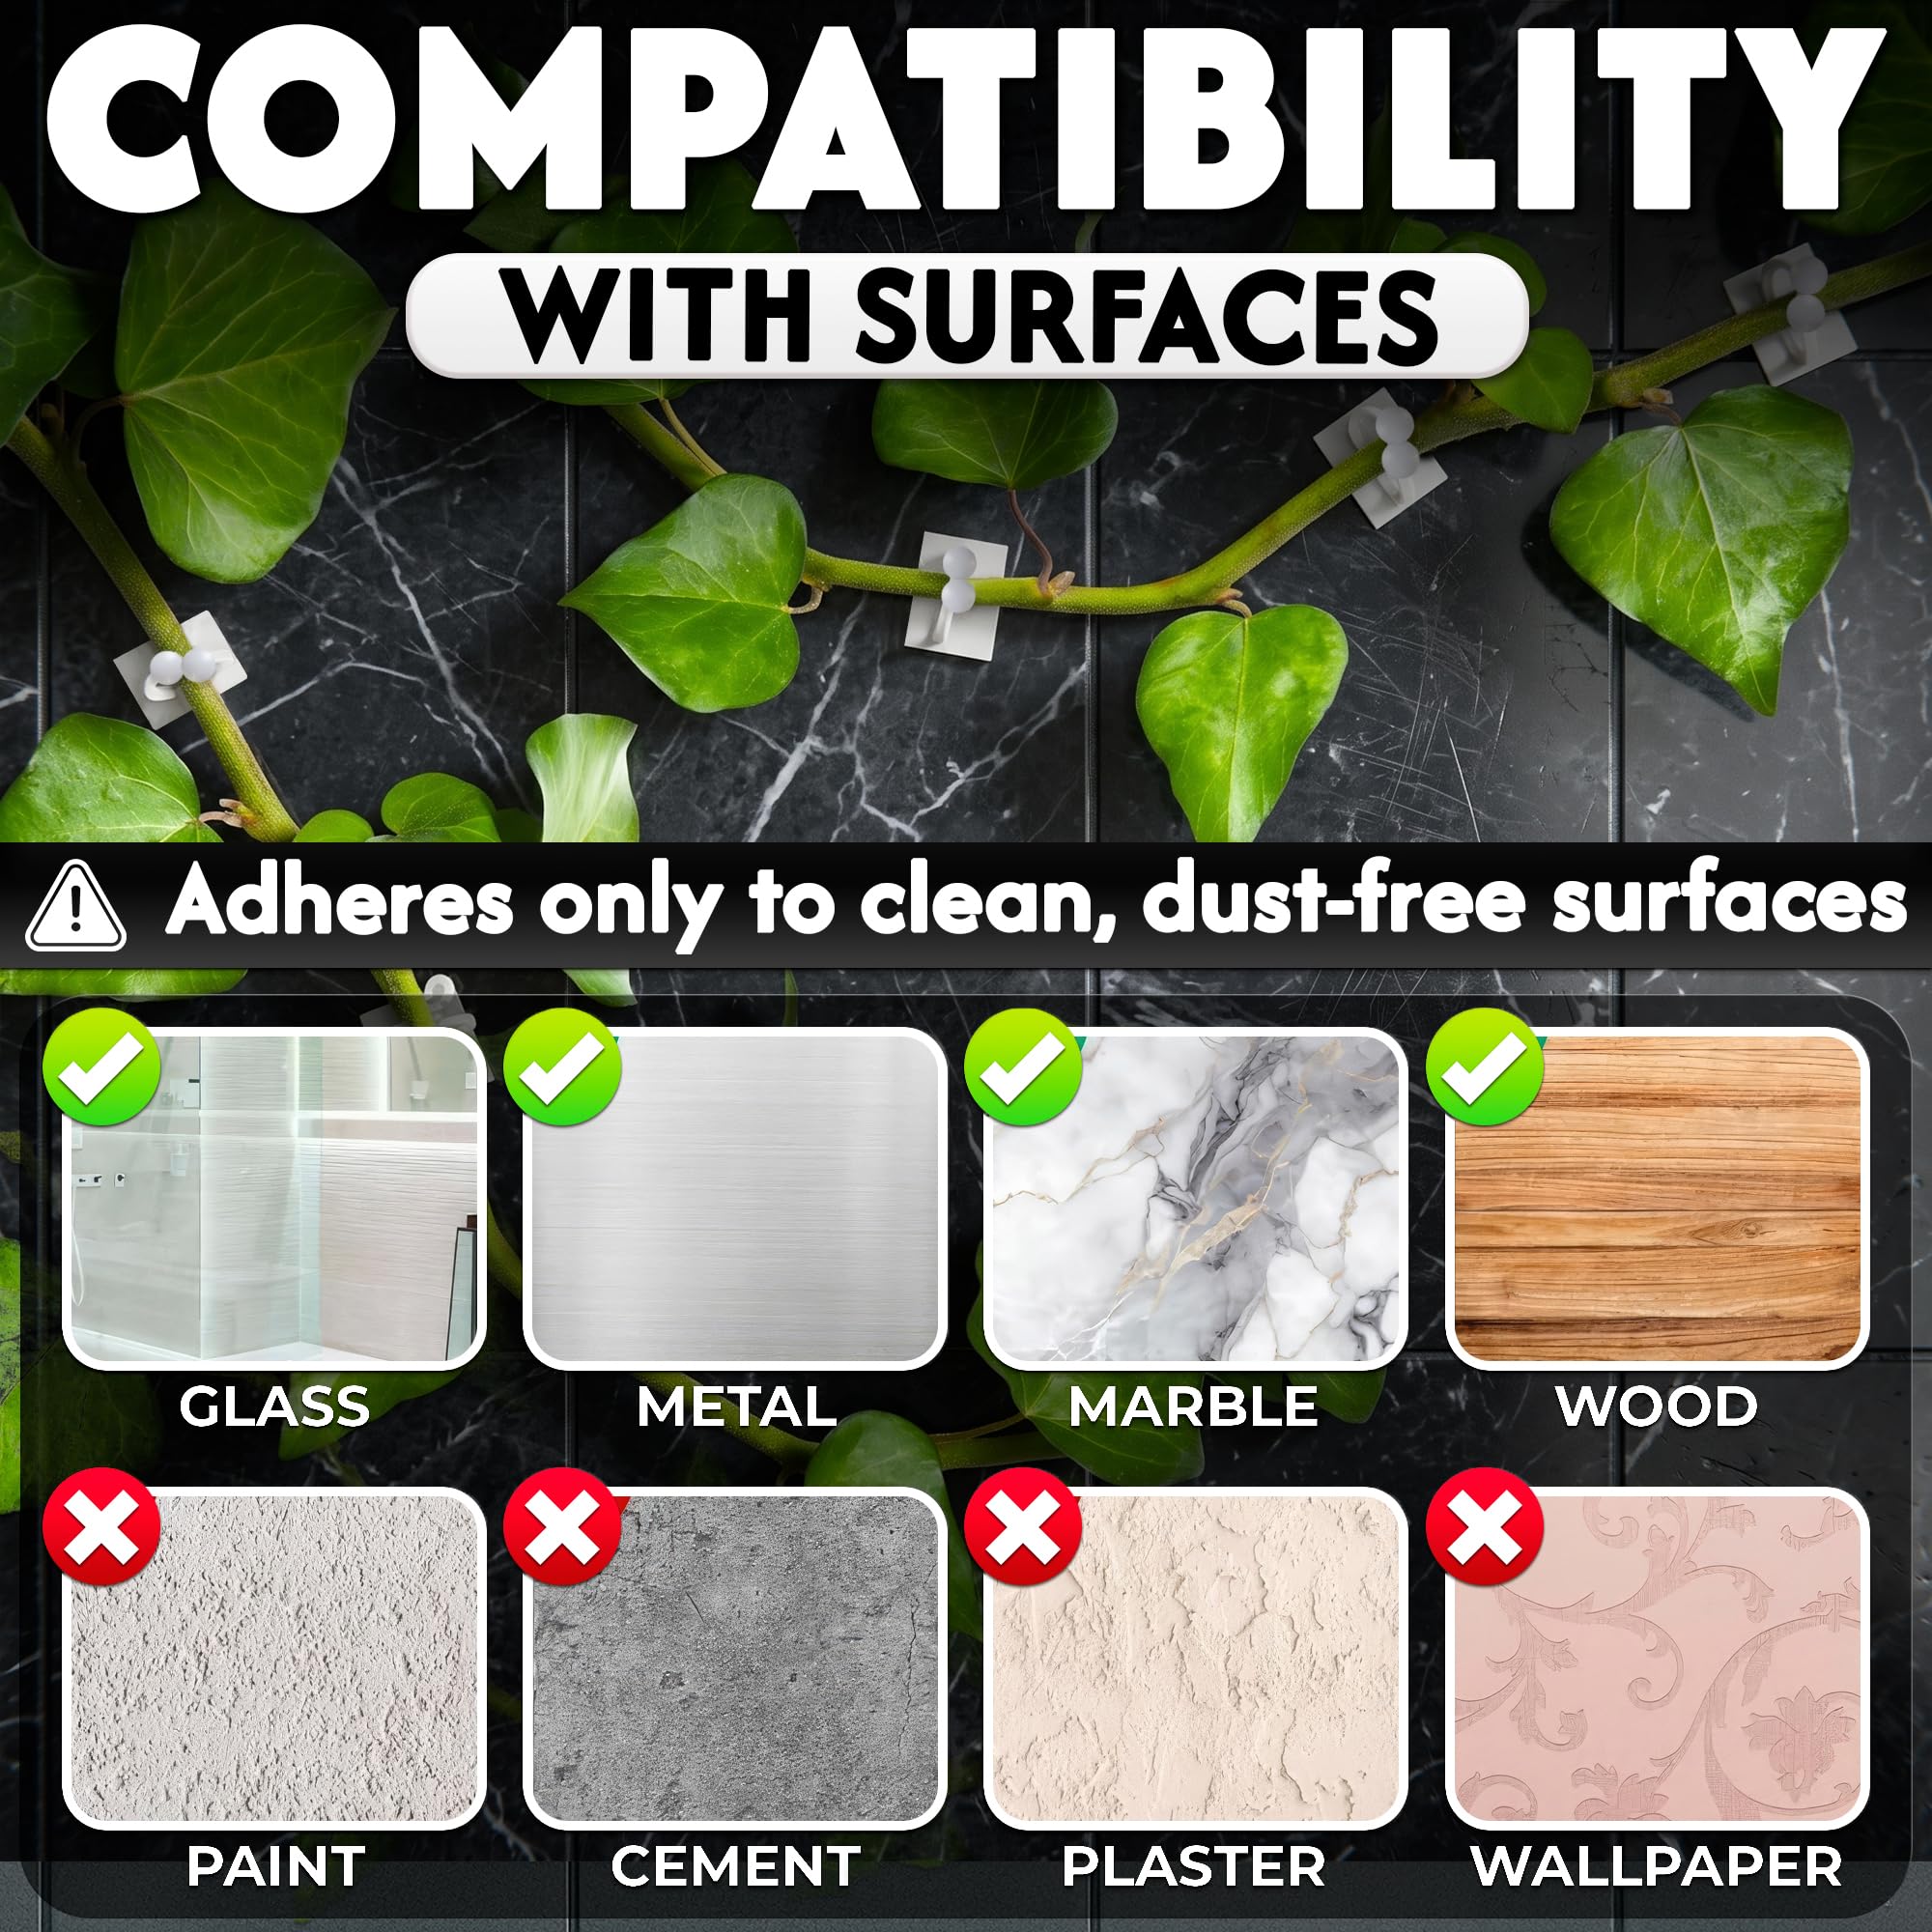 COMPATIBILITY
WITH SURFACES
Adheres only to clean, dust-free surfaces
GLASS METAL MARBLE WOOD
PAINT CEMENT PLASTER WALLPAPER